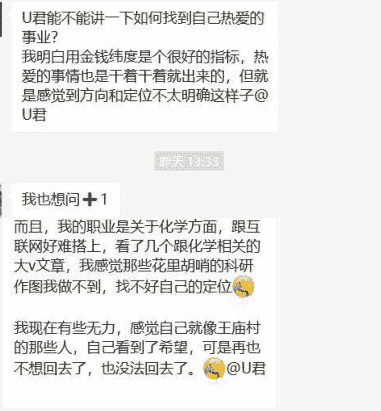 U君能不能讲一下如何找到自己热爱的
事业?
我明白用金钱纬度是个很好的指标，热
爱的事情也是干着干着就出来的，但就
是感觉到方向和定位不太明确这样子@
U君
昨天 13:33
我也想问➕1
而且，我的职业是关于化学方面，跟互
联网好难搭上，看了几个跟化学相关的
大v文章，我感觉那些花里胡哨的科研
作图我做不到，找不好自己的定位
我现在有些无力，感觉自己就像王庙村
的那些人，自己看到了希望，可是再也
不想回去了，也没法回去了。@U君